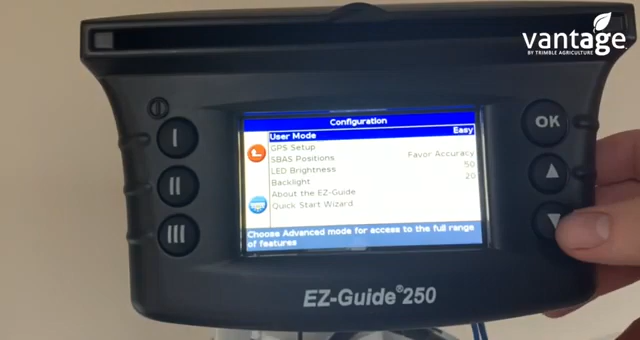 vantage
BY TRIMBLE AGRICULTURE
Configuration
User Mode Easy
GPS Setup
SBAS Positions Favor Accuracy
LED Brightness 50
Backlight 20
About the EZ-Guide
Quick Start Wizard
Choose Advanced mode for access to the full range
of features
I
II
III
OK
EZ-Guide®250